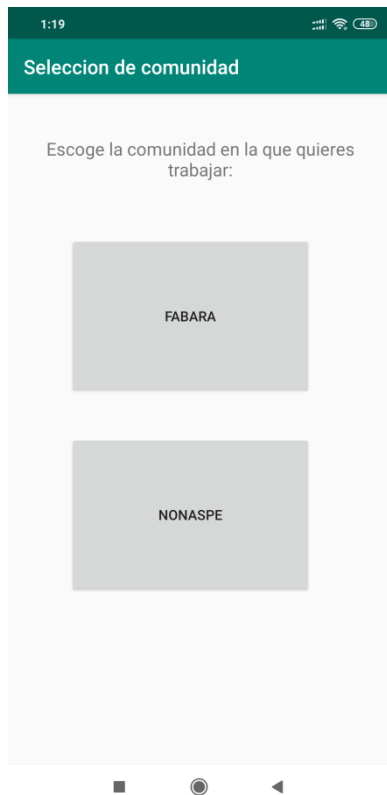 1:19
48
Seleccion de comunidad
Escoge la comunidad en la que quieres
trabajar:
FABARA
NONASPE